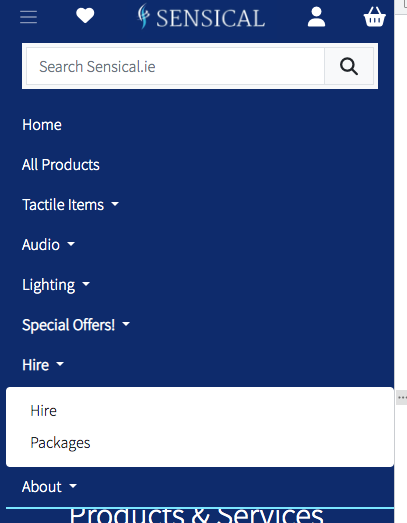 SENSICAL
Search Sensical.ie
Home
All Products
Tactile Items
Audio
Lighting
Special Offers!
Hire
Hire
Packages
About
Products & Services